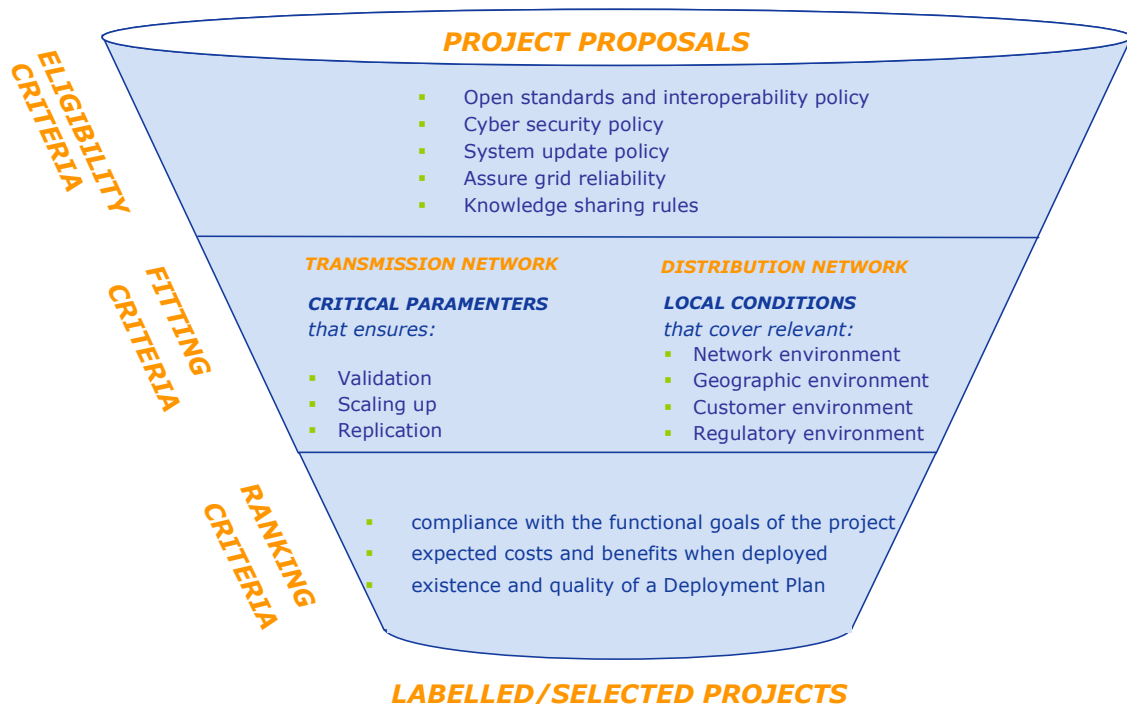 PROJECT PROPOSALS
ELIGIBILITY
CRITERIA
Open standards and interoperability policy
Cyber security policy
System update policy
Assure grid reliability
Knowledge sharing rules
FITTING
CRITERIA
TRANSMISSION NETWORK
CRITICAL PARAMENTERS
that ensures:
Validation
Scaling up
Replication
DISTRIBUTION NETWORK
LOCAL CONDITIONS
that cover relevant:
Network environment
Geographic environment
Customer environment
Regulatory environment
RANKING
CRITERIA
compliance with the functional goals of the project
expected costs and benefits when deployed
existence and quality of a Deployment Plan
LABELLED/SELECTED PROJECTS